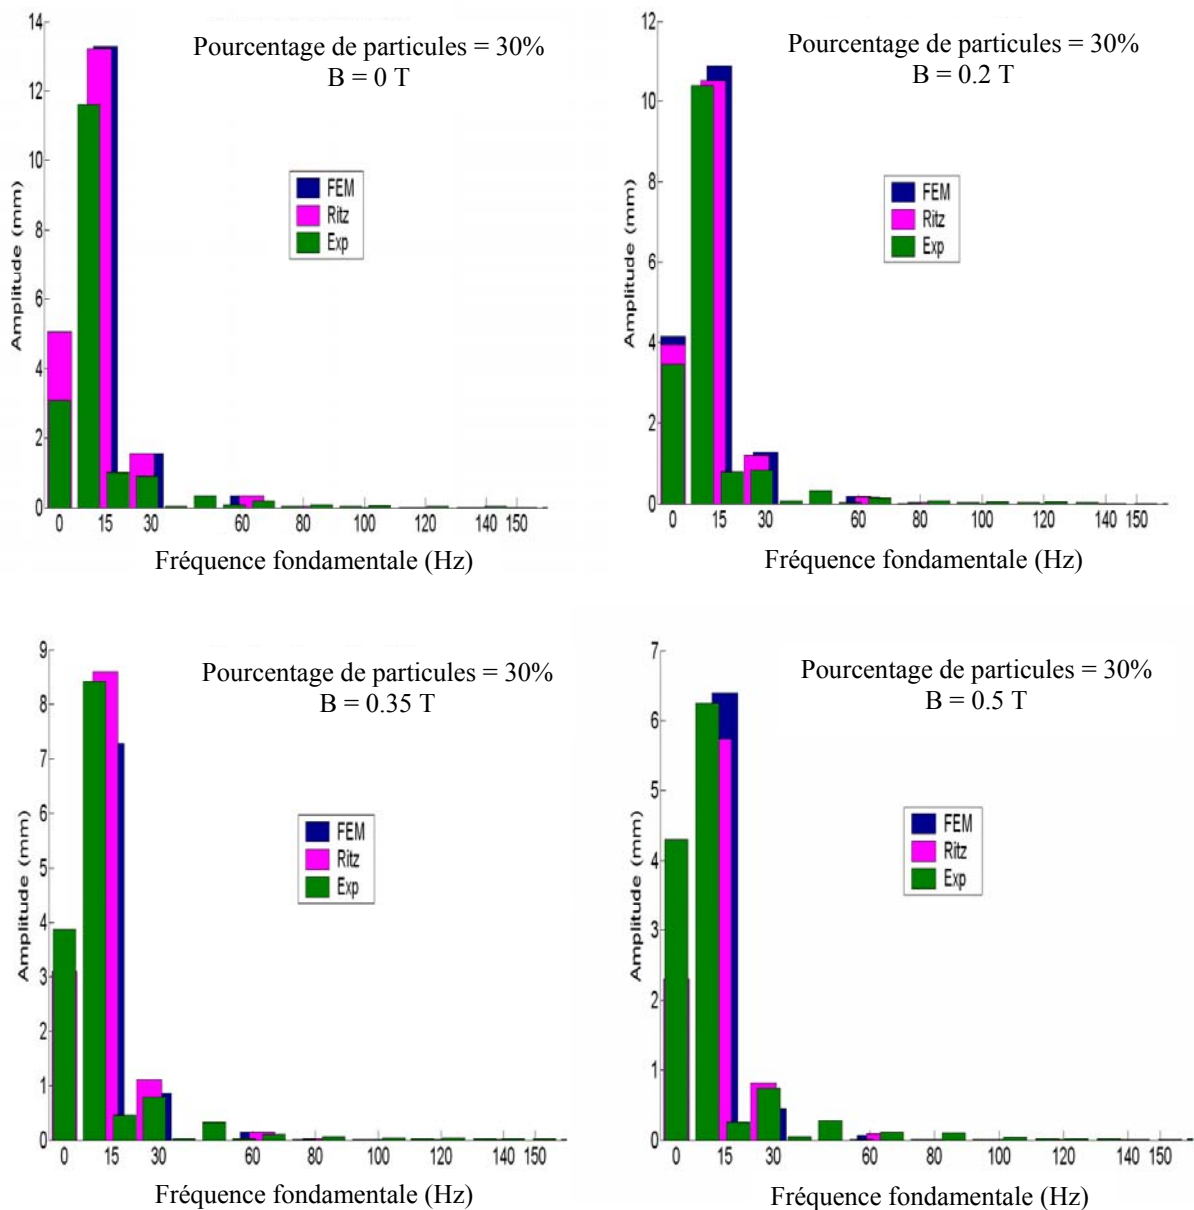 Pourcentage de particules = 30%
B = 0 T
14
12
10
8
6
4
2
0
Amplitude (mm)
FEM
Ritz
Exp
0 15 30 60 80 100 120 140 150
Fréquence fondamentale (Hz)
Pourcentage de particules = 30%
B = 0.2 T
12
10
8
6
4
2
0
Amplitude (mm)
FEM
Ritz
Exp
0 15 30 60 80 100 120 140 150
Fréquence fondamentale (Hz)
Pourcentage de particules = 30%
B = 0.35 T
9
8
7
6
5
4
3
2
1
0
Amplitude (mm)
FEM
Ritz
Exp
0 15 30 60 80 100 120 140 150
Fréquence fondamentale (Hz)
Pourcentage de particules = 30%
B = 0.5 T
7
6
5
4
3
2
1
0
Amplitude (mm)
FEM
Ritz
Exp
0 15 30 60 80 100 120 140 150
Fréquence fondamentale (Hz)